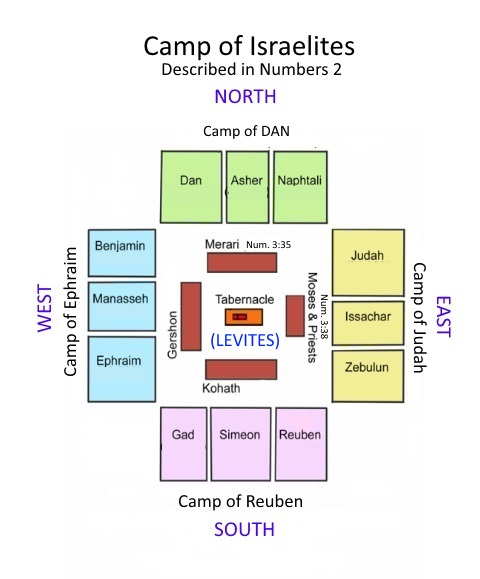 Camp of Israelites
Described in Numbers 2
NORTH
Camp of DAN
Dan
Asher
Naphtali
Merari Num. 3:35
Benjamin
Manasseh
Ephraim
WEST
Camp of Ephraim
Gershon
Tabernacle
(LEVITES)
Kohath
Moses & Priests
Num. 3:38
Judah
Issachar
Zebulun
Camp of Judah
EAST
Gad
Simeon
Reuben
Camp of Reuben
SOUTH